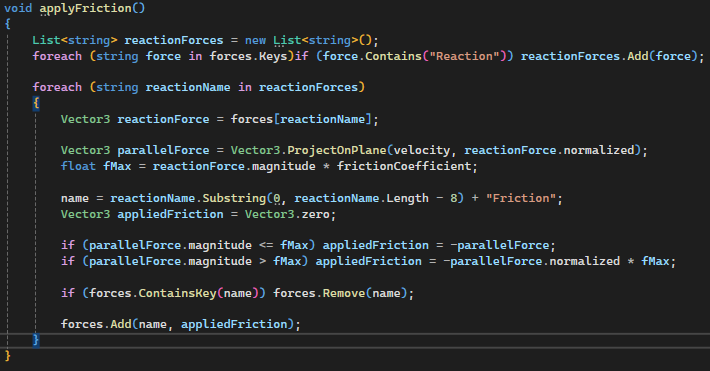 void applyFriction()
{
    List<string> reactionForces = new List<string>();
    foreach (string force in forces.Keys)if (force.Contains("Reaction")) reactionForces.Add(force);
    foreach (string reactionName in reactionForces)
    {
        Vector3 reactionForce = forces[reactionName];
        Vector3 parallelForce = Vector3.ProjectOnPlane(velocity, reactionForce.normalized);
        float fMax = reactionForce.magnitude * frictionCoefficient;
        name = reactionName.Substring(0, reactionName.Length - 8) + "Friction";
        Vector3 appliedFriction = Vector3.zero;
        if (parallelForce.magnitude <= fMax) appliedFriction = -parallelForce;
        if (parallelForce.magnitude > fMax) appliedFriction = -parallelForce.normalized * fMax;
        if (forces.ContainsKey(name)) forces.Remove(name);
        forces.Add(name, appliedFriction);
    }
}